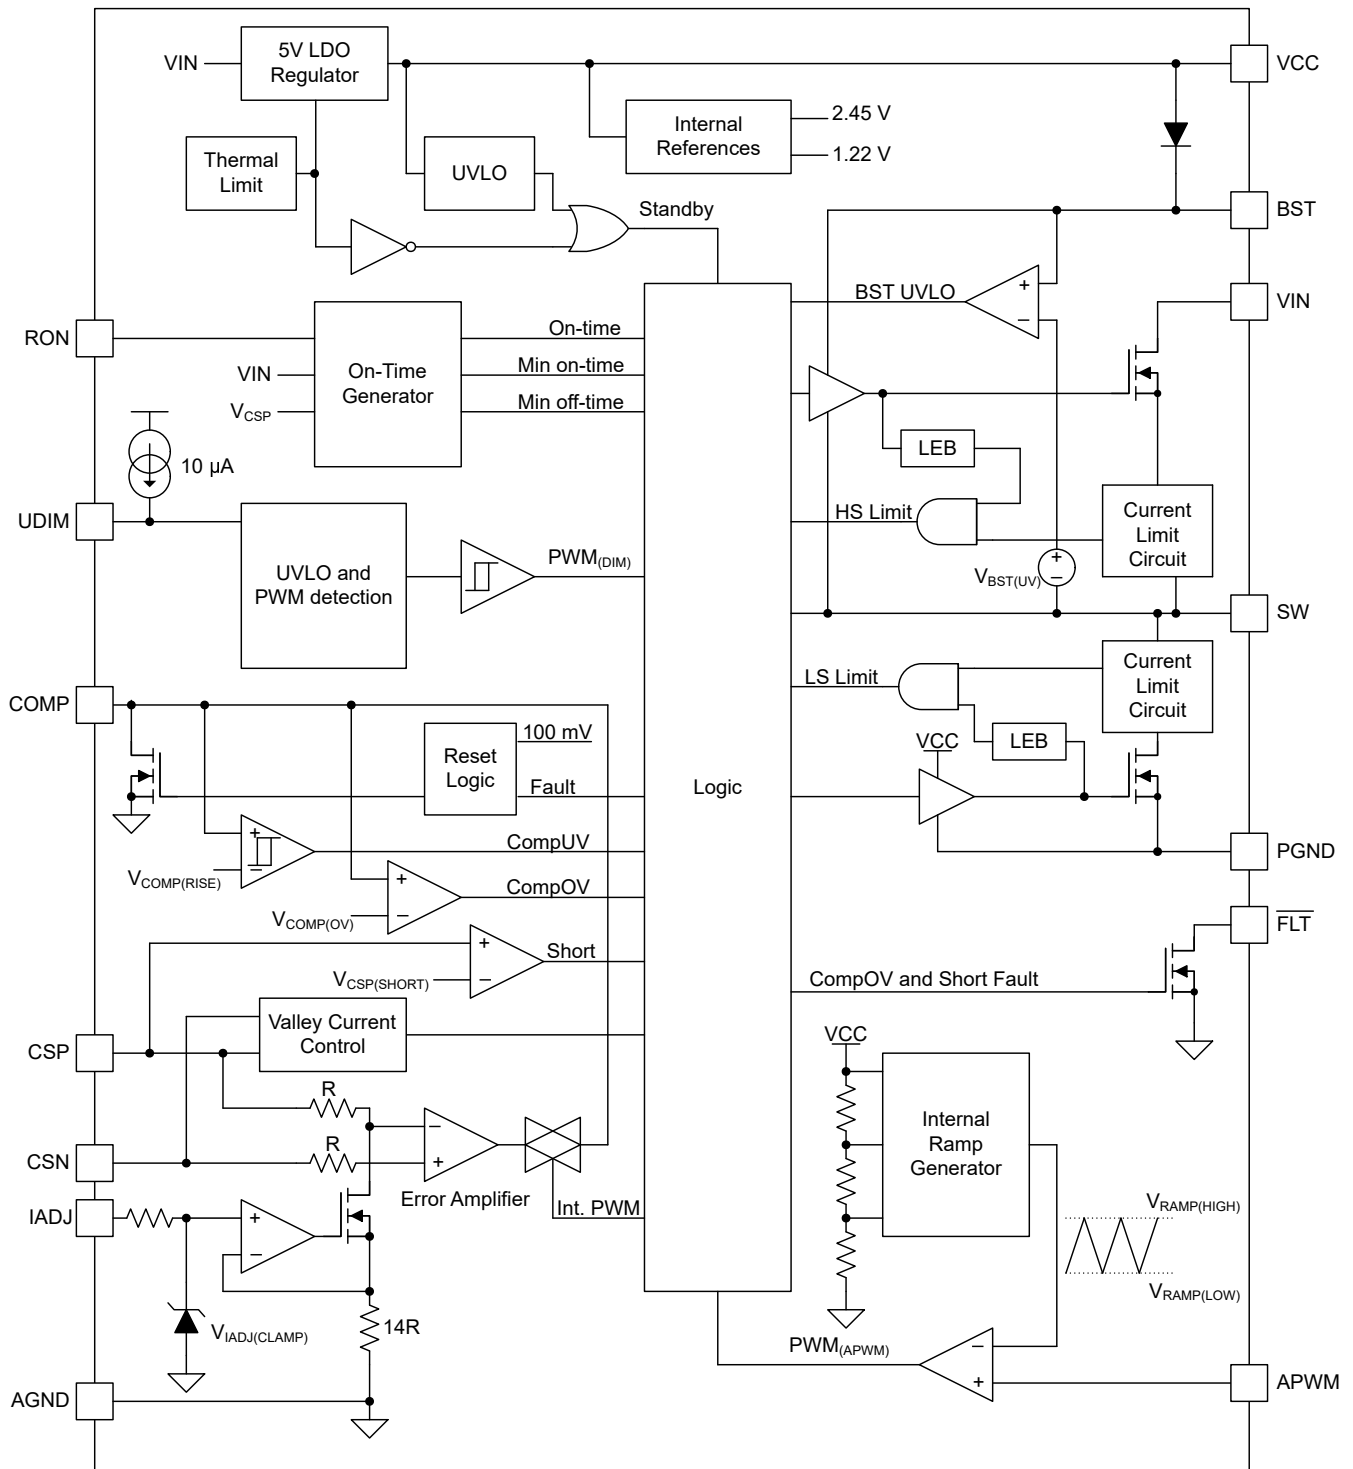 VIN
5V LDO
Regulator
VCC
Internal
References
2.45 V
1.22 V
Thermal
Limit
UVLO
Standby
BST
BST UVLO
+
−
VIN
RON
On-time
VIN
On-Time
Generator
Min on-time
VCSP
Min off-time
10 µA
LEB
UDIM
HS Limit
Current
Limit
Circuit
UVLO and
PWM detection
PWM(DIM)
VBST(UV)
+
−
SW
COMP
LS Limit
Current
Limit
Circuit
100 mV
Reset
Logic
VCC
LEB
Fault
Logic
+
−
CompUV
PGND
VCOMP(RISE)
+
−
CompOV
VCOMP(OV)
FLT
+
−
Short
VCSP(SHORT)
CompOV and Short Fault
Valley Current
Control
VCC
CSP
R
−
+
Internal
Ramp
Generator
CSN
R
Error Amplifier
Int. PWM
IADJ
+
−
VRAMP(HIGH)
VRAMP(LOW)
VIADJ(CLAMP)
14R
PWM(APWM)
−
+
AGND
APWM